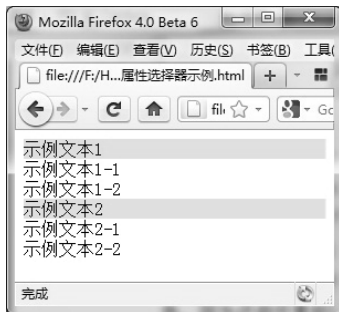 Mozilla Firefox 4.0 Beta 6
文件(F) 编辑(E) 查看(V) 历史(S) 书签(B) 工具(
file:///F:/H...属性选择器示例.html
fil
Gc
示例文本1
示例文本1-1
示例文本1-2
示例文本2
示例文本2-1
示例文本2-2
完成